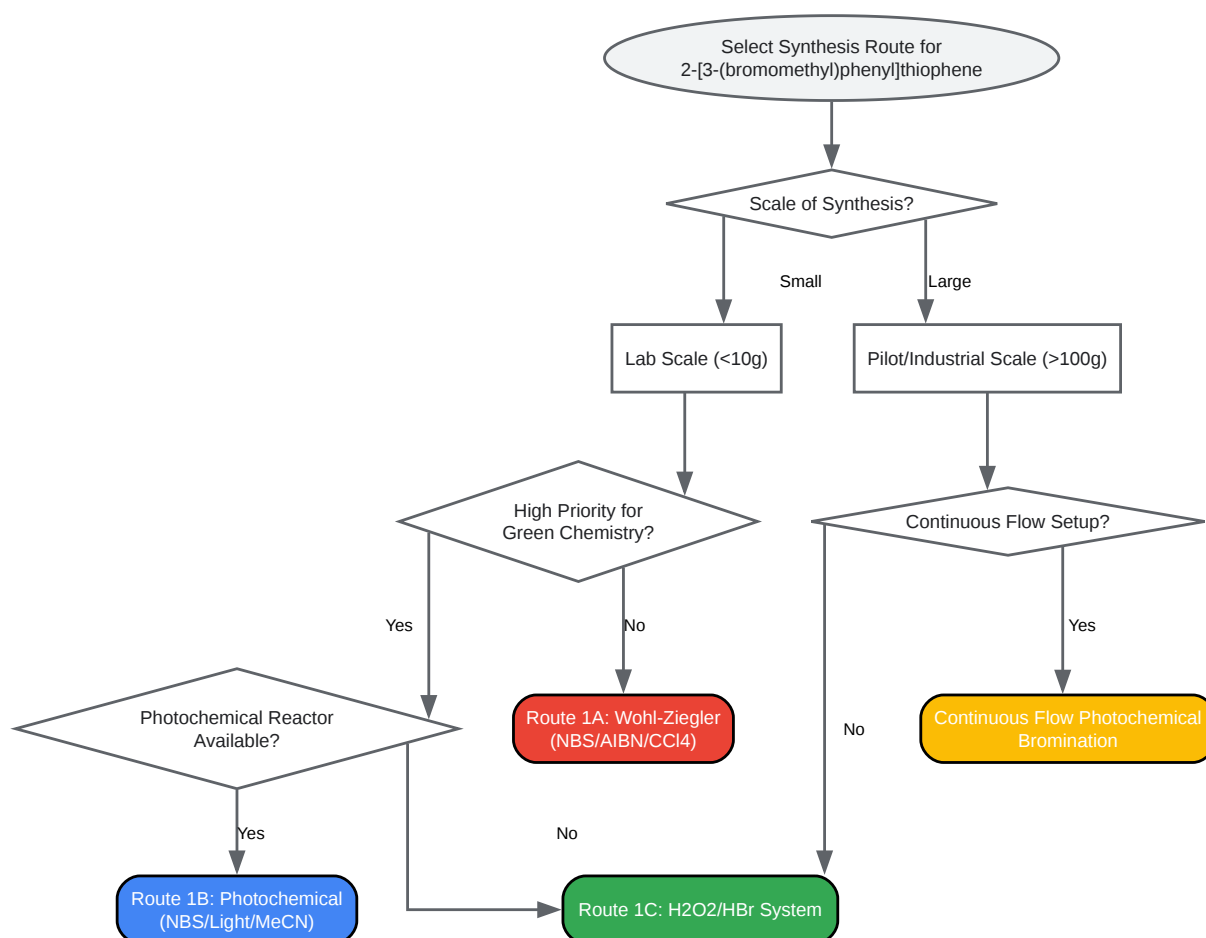 Select Synthesis Route for
2-[3-(bromomethyl)phenyl]thiophene
Scale of Synthesis?
Small
Large
Lab Scale (<10g)
Pilot/Industrial Scale (>100g)
High Priority for
Green Chemistry?
Continuous Flow Setup?
Yes
No
Yes
Photochemical Reactor
Available?
Route 1A: Wohl-Ziegler
(NBS/AIBN/CCl4)
No
Continuous Flow Photochemical
Bromination
Yes
No
Route 1B: Photochemical
(NBS/Light/MeCN)
Route 1C: H2O2/HBr System